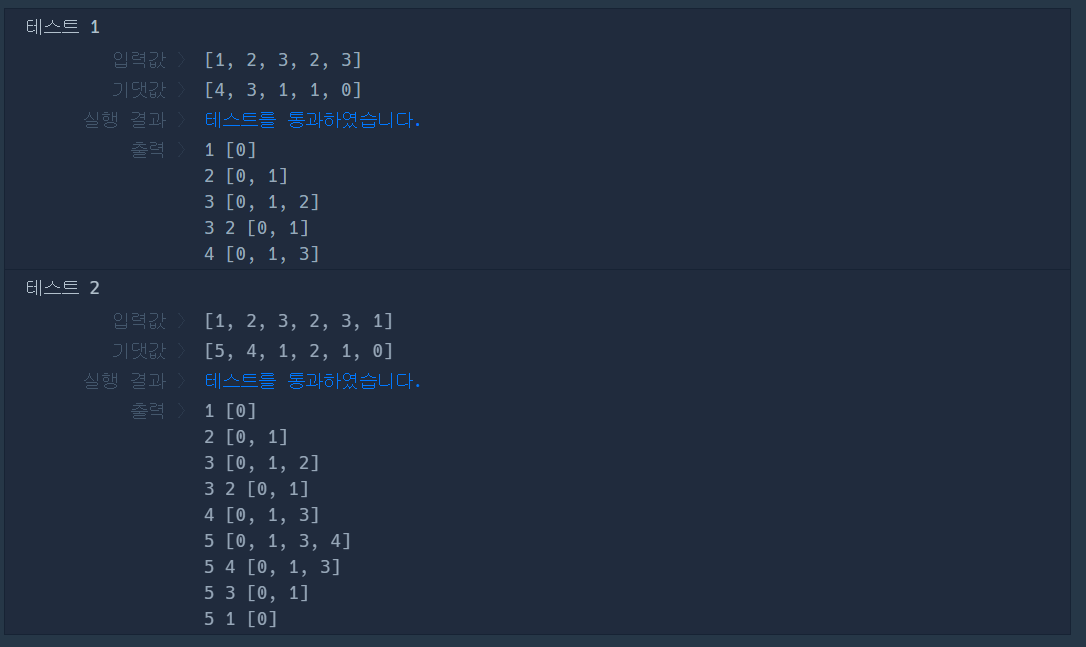 테스트 1
입력값 〉 [1, 2, 3, 2, 3]
기댓값 〉 [4, 3, 1, 1, 0]
실행 결과 〉 테스트를 통과하였습니다.
출력 〉 1 [0]
2 [0, 1]
3 [0, 1, 2]
3 2 [0, 1]
4 [0, 1, 3]
테스트 2
입력값 〉 [1, 2, 3, 2, 3, 1]
기댓값 〉 [5, 4, 1, 2, 1, 0]
실행 결과 〉 테스트를 통과하였습니다.
출력 〉 1 [0]
2 [0, 1]
3 [0, 1, 2]
3 2 [0, 1]
4 [0, 1, 3]
5 [0, 1, 3, 4]
5 4 [0, 1, 3]
5 3 [0, 1]
5 1 [0]